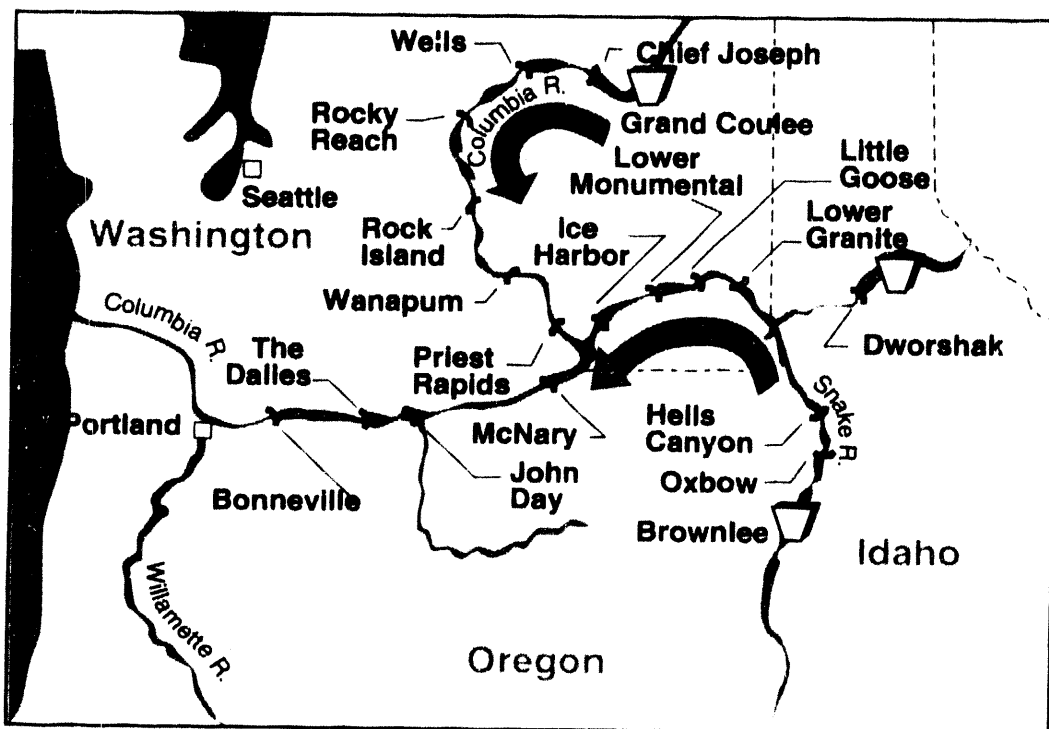 Wells
Chief Joseph
Columbia R.
Rocky
Reach
Grand Coulee
Lower
Monumental
Little
Goose
Seattle
Washington
Rock
Island
Ice
Harbor
Lower
Granite
Wanapum
Columbia R.
The
Dalles
Priest
Rapids
Dworshak
Portland
McNary
Hells
Canyon
Snake R.
Bonneville
John
Day
Oxbow
Brownlee
Idaho
Willamette R.
Oregon